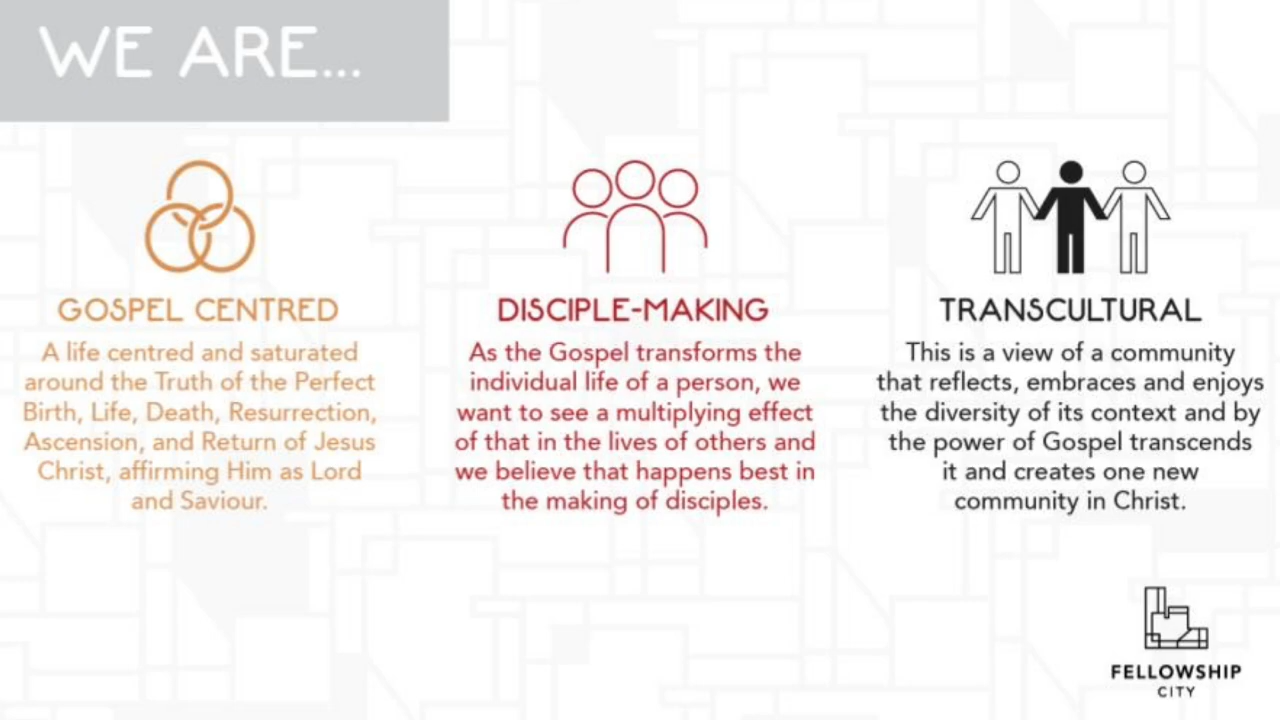 WE ARE...
GOSPEL CENTRED
A life centred and saturated
around the Truth of the Perfect
Birth, Life, Death, Resurrection,
Ascension, and Return of Jesus
Christ, affirming Him as Lord
and Saviour.
DISCIPLE-MAKING
As the Gospel transforms the
individual life of a person, we
want to see a multiplying effect
of that in the lives of others and
we believe that happens best in
the making of disciples.
TRANSCULTURAL
This is a view of a community
that reflects, embraces and enjoys
the diversity of its context and by
the power of Gospel transcends
it and creates one new
community in Christ.
FELLOWSHIP
CITY